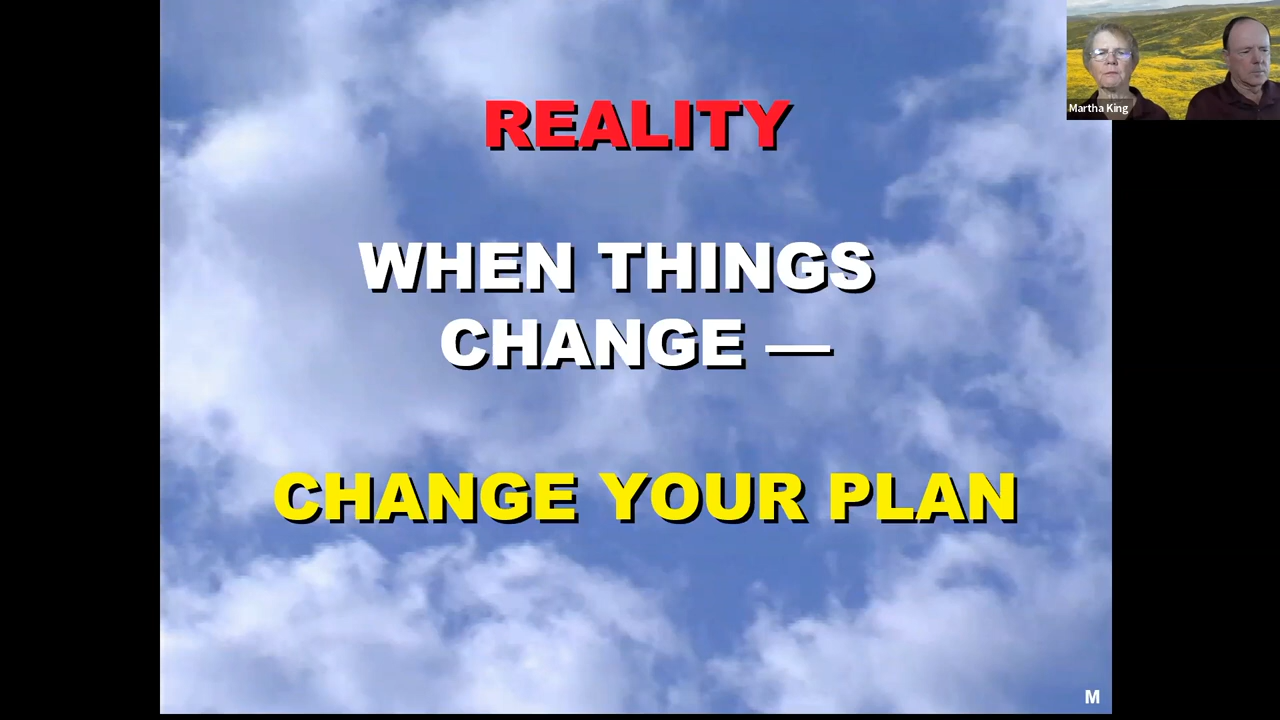 REALITY
Martha King
WHEN THINGS
CHANGE —
CHANGE YOUR PLAN
M